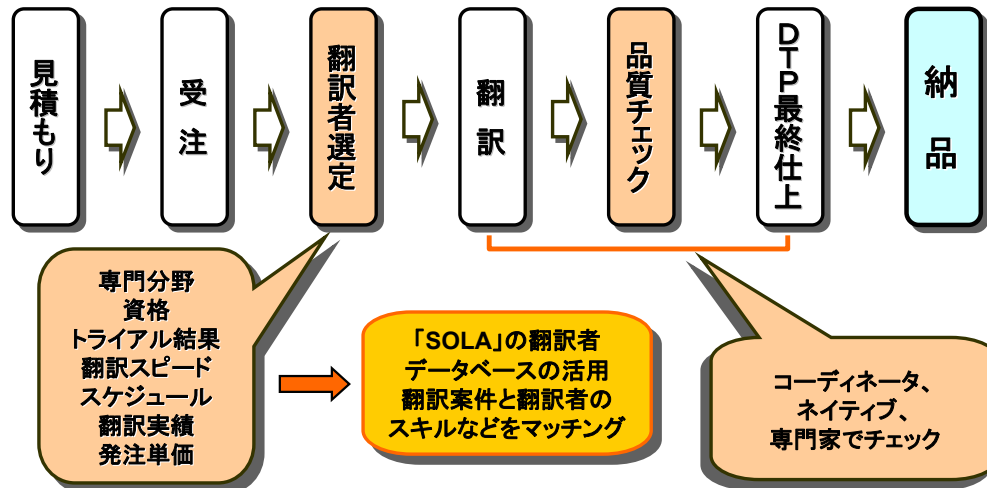 見積もり
受注
翻訳者選定
翻訳
品質チェック
DTP最終仕上
納品
専門分野
資格
トライアル結果
翻訳スピード
スケジュール
翻訳実績
発注単価
「SOLA」の翻訳者
データベースの活用
翻訳案件と翻訳者の
スキルなどをマッチング
コーディネータ、
ネイティブ、
専門家でチェック